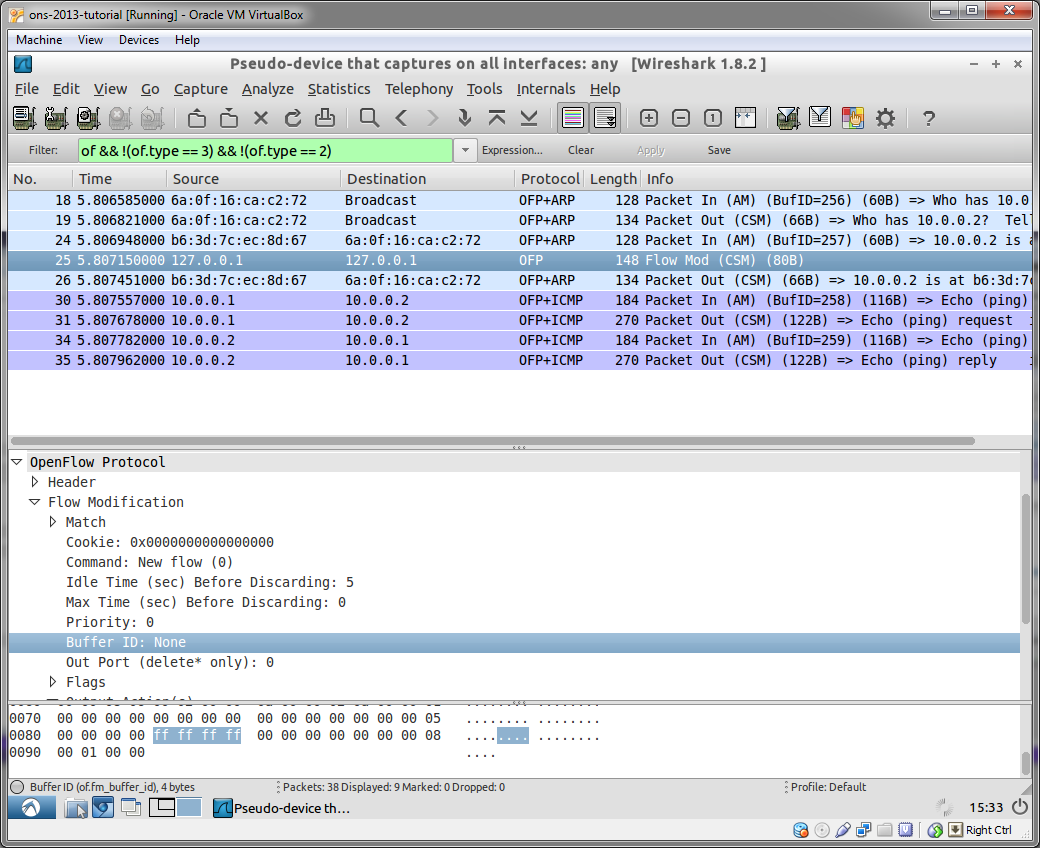 ons-2013-tutorial [Running] - Oracle VM VirtualBox
Machine View Devices Help
Pseudo-device that captures on all interfaces: any [Wireshark 1.8.2 ]
File Edit View Go Capture Analyze Statistics Telephony Tools Internals Help
Filter: of && !(of.type == 3) && !(of.type == 2) Expression... Clear Apply Save
No. Time Source Destination Protocol Length Info
18 5.806585000 6a:0f:16:ca:c2:72 Broadcast OFP+ARP 128 Packet In (AM) (BufID=256) (60B) => Who has 10.0
19 5.806821000 6a:0f:16:ca:c2:72 Broadcast OFP+ARP 134 Packet Out (CSM) (66B) => Who has 10.0.0.2? Tell
24 5.806948000 b6:3d:7c:ec:8d:67 6a:0f:16:ca:c2:72 OFP+ARP 128 Packet In (AM) (BufID=257) (60B) => 10.0.0.2 is a
25 5.807150000 127.0.0.1 127.0.0.1 OFP 148 Flow Mod (CSM) (80B)
26 5.807451000 b6:3d:7c:ec:8d:67 6a:0f:16:ca:c2:72 OFP+ARP 134 Packet Out (CSM) (66B) => 10.0.0.2 is at b6:3d:7c
30 5.807557000 10.0.0.1 10.0.0.2 OFP+ICMP 184 Packet In (AM) (BufID=258) (116B) => Echo (ping)
31 5.807678000 10.0.0.1 10.0.0.2 OFP+ICMP 270 Packet Out (CSM) (122B) => Echo (ping) request i
34 5.807782000 10.0.0.2 10.0.0.1 OFP+ICMP 184 Packet In (AM) (BufID=259) (116B) => Echo (ping)
35 5.807962000 10.0.0.2 10.0.0.1 OFP+ICMP 270 Packet Out (CSM) (122B) => Echo (ping) reply i
OpenFlow Protocol
Header
Flow Modification
Match
Cookie: 0x0000000000000000
Command: New flow (0)
Idle Time (sec) Before Discarding: 5
Max Time (sec) Before Discarding: 0
Priority: 0
Buffer ID: None
Out Port (delete* only): 0
Flags
Output Action(s)
0070 00 00 00 00 00 00 00 00 00 00 00 00 00 00 00 05 ........ ........
0080 00 00 00 00 ff ff ff ff 00 00 00 00 00 00 00 08 ........ ........
0090 00 01 00 00 ....
Buffer ID (of.fm_buffer_id), 4 bytes Packets: 38 Displayed: 9 Marked: 0 Dropped: 0 Profile: Default
Pseudo-device th... 15:33
Right Ctrl